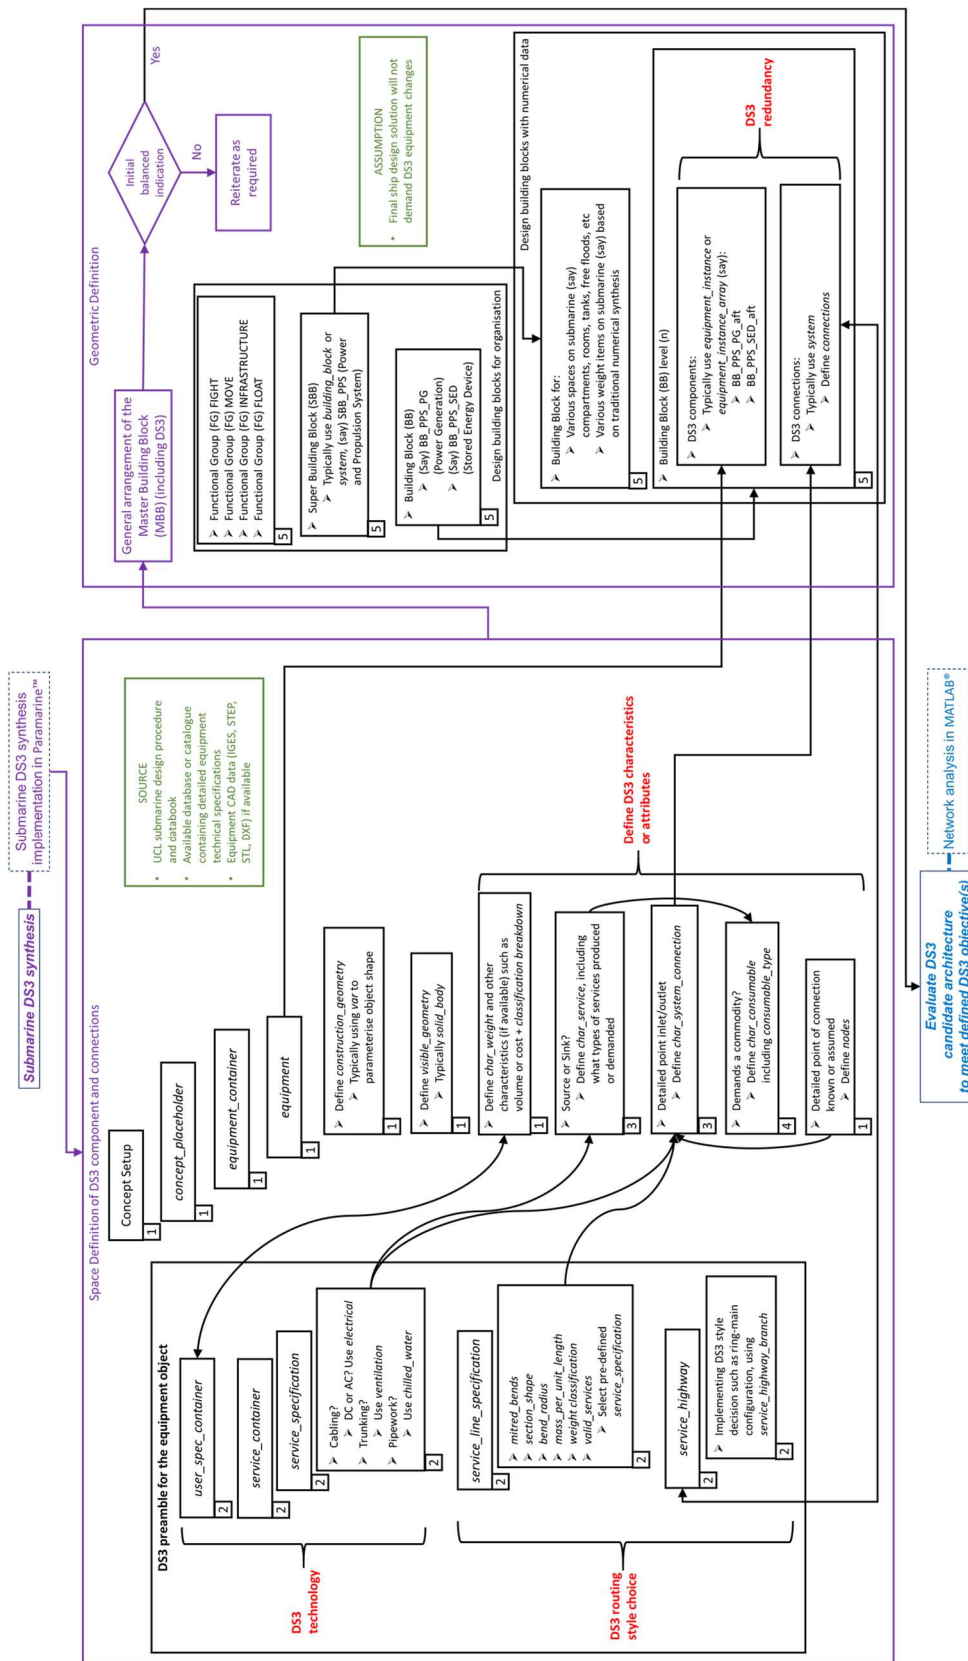 Submarine DS3 synthesis
Submarine DS3 synthesis
implementation in Paramarine™
Space Definition of DS3 component and connections
DS3 preamble for the equipment object
DS3
technology
user_spec_container
2
service_container
2
service_specification
2
➢ Cabling?
➢ DC or AC? Use electrical
➢ Trunking?
➢ Use ventilation
➢ Pipework?
➢ Use chilled_water
2
DS3 routing
style choice
service_line_specification
2
➢ mitred_bends
➢ section_shape
➢ bend_radius
➢ mass_per_unit_length
➢ weight classification
➢ valid_services
➢ Select pre-defined
service_specification
2
service_highway
2
➢ Implementing DS3 style
decision such as ring-main
configuration, using
service_highway_branch
2
Concept Setup
1
concept_placeholder
1
equipment_container
1
equipment
1
➢ Define construction_geometry
➢ Typically using var to
parameterise object shape
1
➢ Define visible_geometry
➢ Typically solid_body
1
➢ Define char_weight and other
characteristics (if available) such as
volume or cost + classification breakdown
1
➢ Source or Sink?
➢ Define char_service, including
what types of services produced
or demanded
3
➢ Detailed point inlet/outlet
➢ Define char_system_connection
3
➢ Demands a commodity?
➢ Define char_consumable
including consumable_type
4
➢ Detailed point of connection
known or assumed
➢ Define nodes
1
Define DS3 characteristics
or attributes
SOURCE
• UCL submarine design procedure
and databook
• Available database or catalogue
containing detailed equipment
technical specifications
• Equipment CAD data (IGES, STEP,
STL, DXF) if available
Geometric Definition
General arrangement of the
Master Building Block
(MBB) (including DS3)
Initial
balanced
indication
Yes
No
Reiterate as
required
➢ Functional Group (FG) FIGHT
➢ Functional Group (FG) MOVE
➢ Functional Group (FG) INFRASTRUCTURE
➢ Functional Group (FG) FLOAT
5
➢ Super Building Block (SBB)
➢ Typically use building_block or
system, (say) SBB_PPS (Power
and Propulsion System)
5
➢ Building Block (BB)
➢ (Say) BB_PPS_PG
(Power Generation)
➢ (Say) BB_PPS_SED
(Stored Energy Device)
5
Design building blocks for organisation
ASSUMPTION
• Final ship design solution will not
demand DS3 equipment changes
Design building blocks with numerical data
➢ Building Block for:
➢ Various spaces on submarine (say)
compartments, rooms, tanks, free floods, etc
➢ Various weight items on submarine (say) based
on traditional numerical synthesis
5
Building Block (BB) level (n)
➢ DS3 components:
➢ Typically use equipment_instance or
equipment_instance_array (say):
➢ BB_PPS_PG_aft
➢ BB_PPS_SED_aft
➢ DS3 connections:
➢ Typically use system
➢ Define connections
5
DS3
redundancy
Evaluate DS3
candidate architecture
to meet defined DS3 objective(s)
Network analysis in MATLAB®